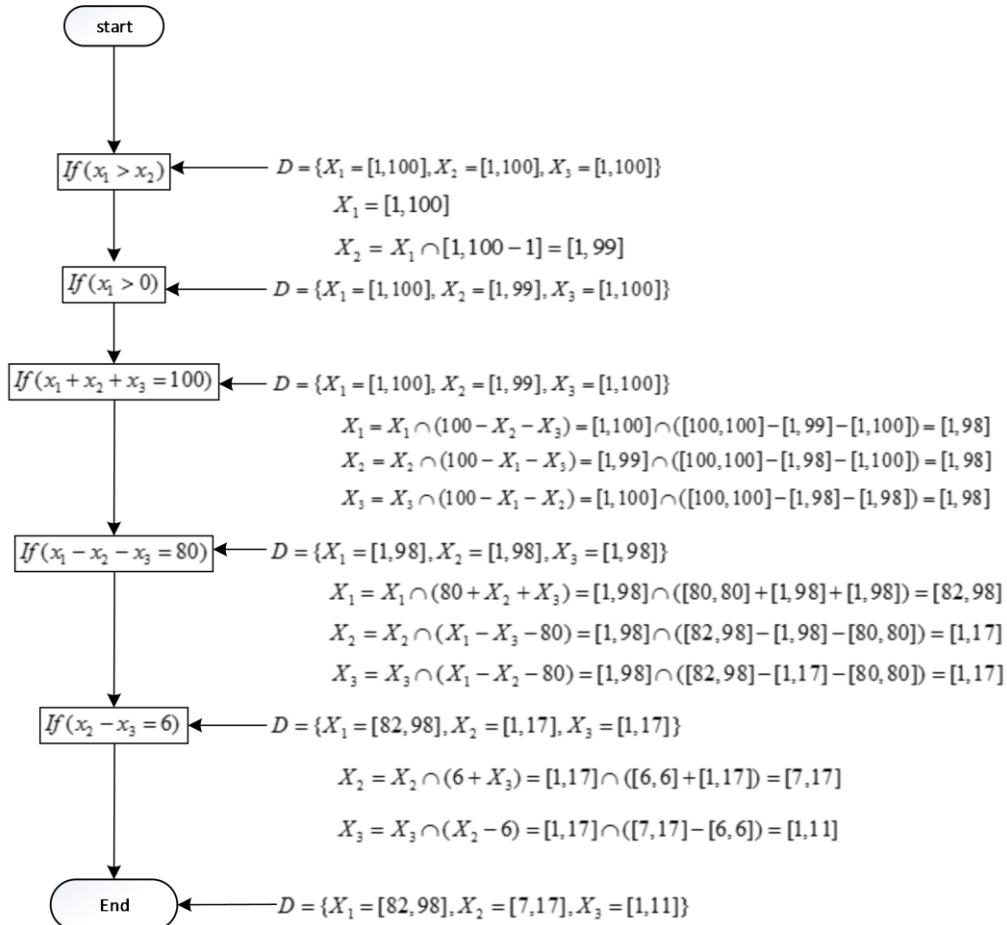 start
If(x₁ > x₂)
D = {X₁ = [1,100], X₂ = [1,100], X₃ = [1,100]}
X₁ = [1,100]
X₂ = X₁ ∩ [1,100 − 1] = [1, 99]
If(x₁ > 0)
D = {X₁ = [1,100], X₂ = [1, 99], X₃ = [1,100]}
If(x₁ + x₂ + x₃ = 100)
D = {X₁ = [1,100], X₂ = [1, 99], X₃ = [1,100]}
X₁ = X₁ ∩ (100 − X₂ − X₃) = [1,100] ∩ ([100,100] − [1, 99] − [1,100]) = [1, 98]
X₂ = X₂ ∩ (100 − X₁ − X₃) = [1, 99] ∩ ([100,100] − [1, 98] − [1,100]) = [1, 98]
X₃ = X₃ ∩ (100 − X₁ − X₂) = [1,100] ∩ ([100,100] − [1, 98] − [1, 98]) = [1, 98]
If(x₁ − x₂ − x₃ = 80)
D = {X₁ = [1,98], X₂ = [1,98], X₃ = [1,98]}
X₁ = X₁ ∩ (80 + X₂ + X₃) = [1,98] ∩ ([80,80] + [1,98] + [1,98]) = [82,98]
X₂ = X₂ ∩ (X₁ − X₃ − 80) = [1,98] ∩ ([82,98] − [1,98] − [80,80]) = [1,17]
X₃ = X₃ ∩ (X₁ − X₂ − 80) = [1,98] ∩ ([82,98] − [1,17] − [80,80]) = [1,17]
If(x₂ − x₃ = 6)
D = {X₁ = [82,98], X₂ = [1,17], X₃ = [1,17]}
X₂ = X₂ ∩ (6 + X₃) = [1,17] ∩ ([6,6] + [1,17]) = [7,17]
X₃ = X₃ ∩ (X₂ − 6) = [1,17] ∩ ([7,17] − [6,6]) = [1,11]
End
D = {X₁ = [82, 98], X₂ = [7,17], X₃ = [1,11]}